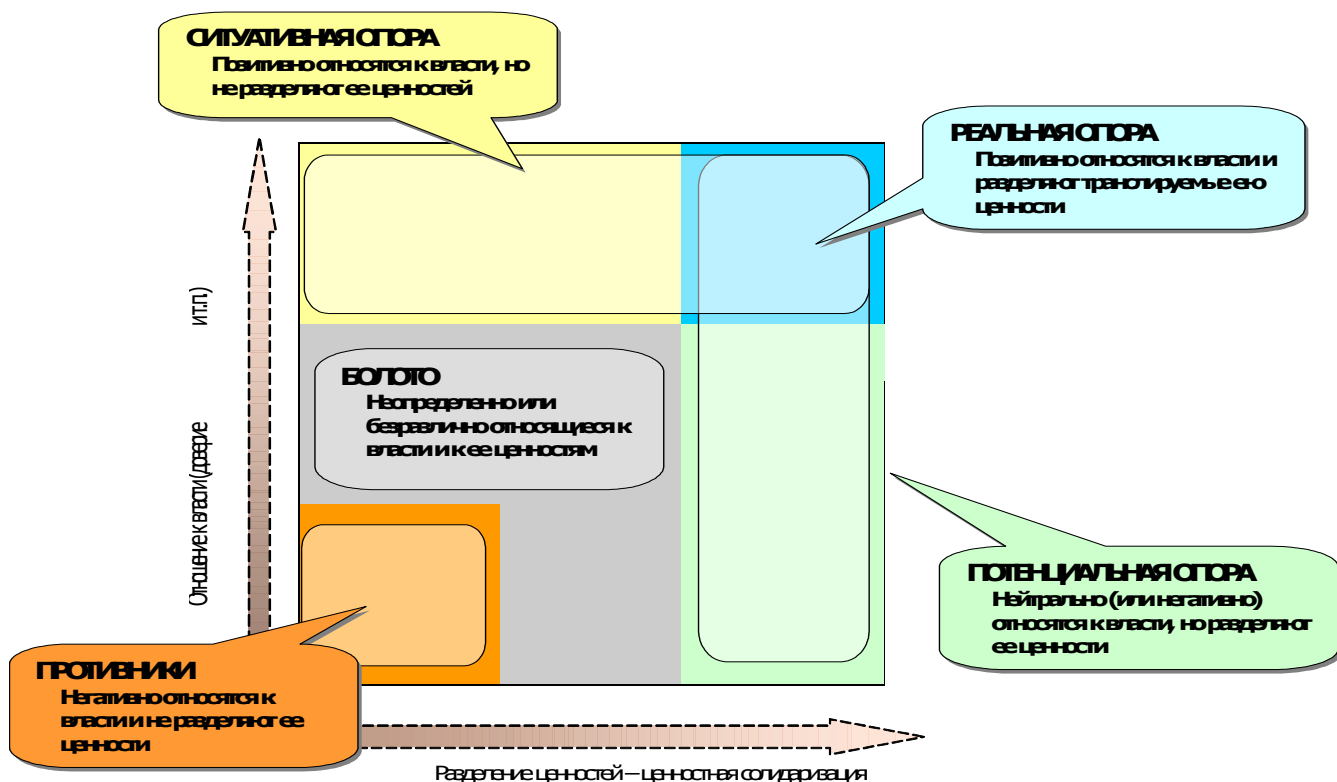 СИТУАТИВНАЯ ОПОРА
Позитивно относятся к власти, но
не разделяют ее ценностей
РЕАЛЬНАЯ ОПОРА
Позитивно относятся к власти и
разделяют транслируемые ею
ценности
Отношение к власти (доверие и т.п.)
БОЛОТО
Неопределенно или
безразлично относящиеся к
власти и к ее ценностям
ПОТЕНЦИАЛЬНАЯ ОПОРА
Нейтрально (или негативно)
относятся к власти, но разделяют
ее ценности
ПРОТИВНИКИ
Негативно относятся к
власти и не разделяют ее
ценности
Разделение ценностей – ценностная солидаризация